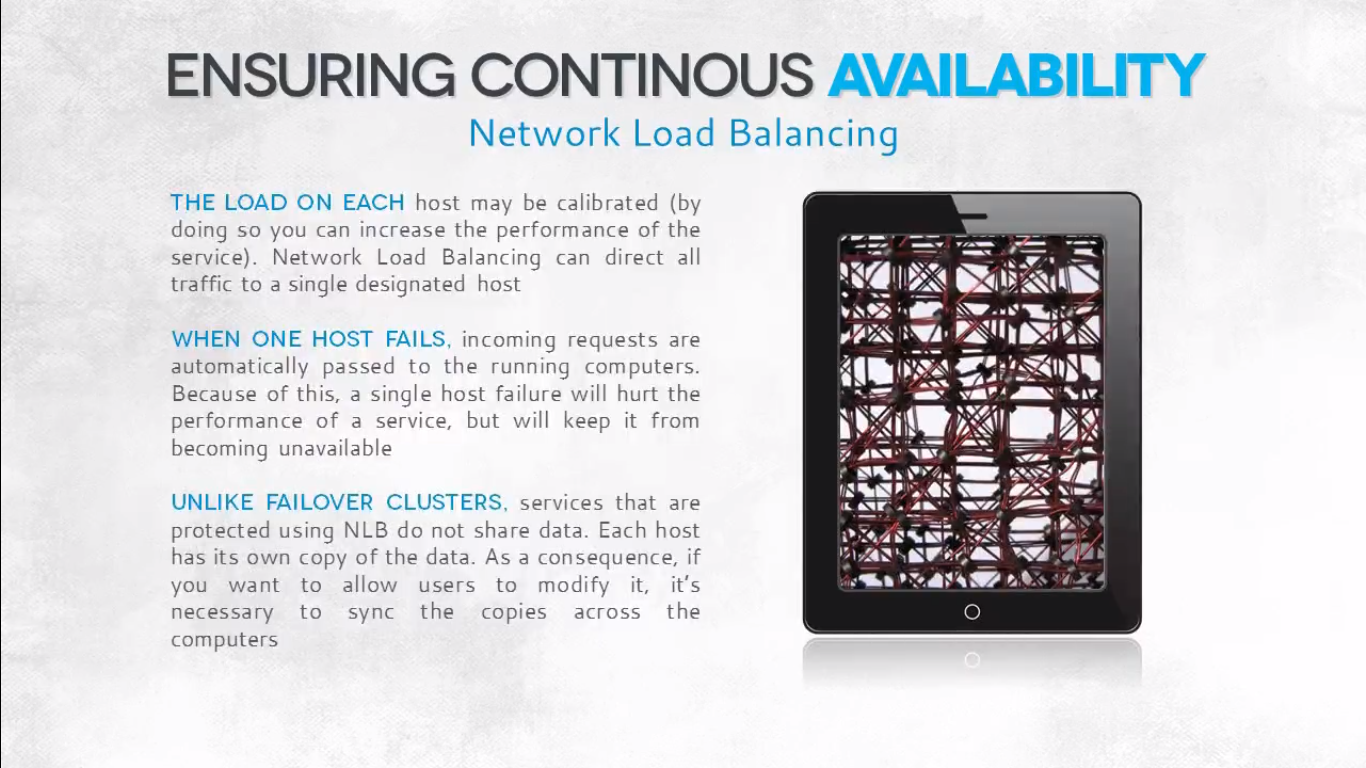 ENSURING CONTINOUS AVAILABILITY
Network Load Balancing
THE LOAD ON EACH host may be calibrated (by
doing so you can increase the performance of the
service). Network Load Balancing can direct all
traffic to a single designated host
WHEN ONE HOST FAILS, incoming requests are
automatically passed to the running computers.
Because of this, a single host failure will hurt the
performance of a service, but will keep it from
becoming unavailable
UNLIKE FAILOVER CLUSTERS, services that are
protected using NLB do not share data. Each host
has its own copy of the data. As a consequence, if
you want to allow users to modify it, it's
necessary to sync the copies across the
computers